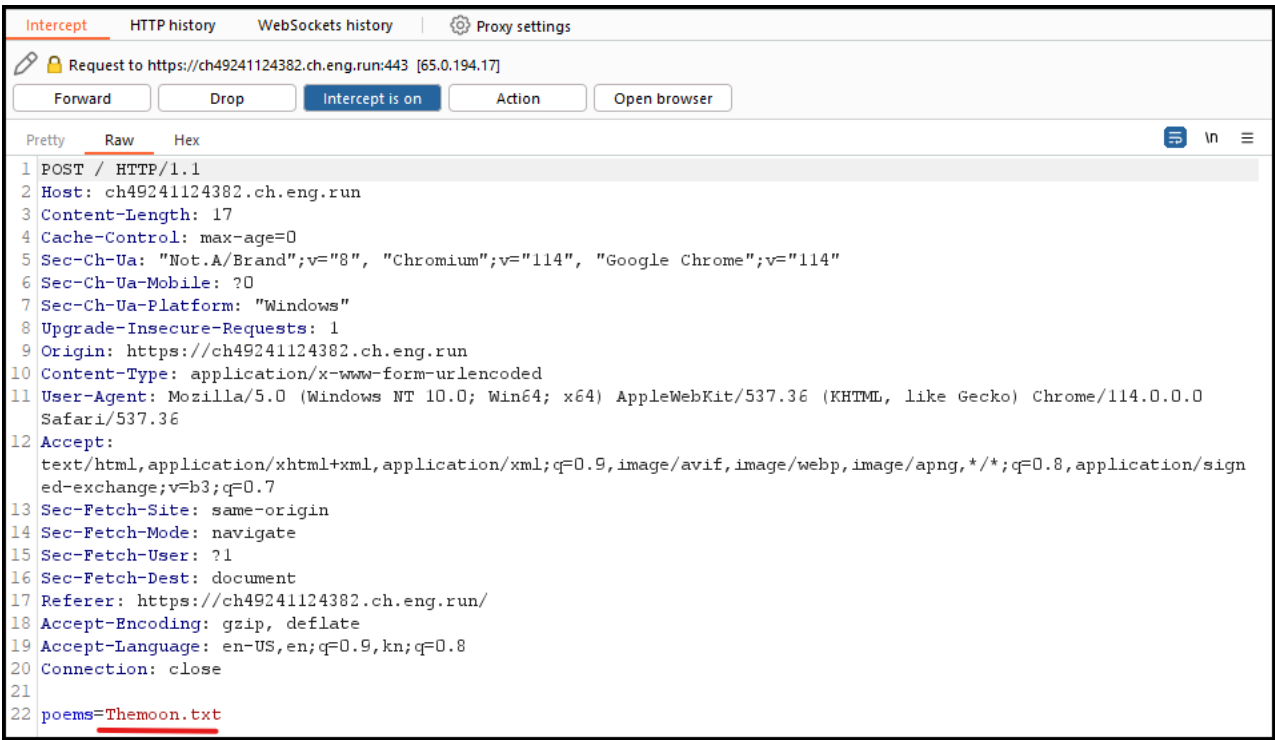 Intercept HTTP history WebSockets history Proxy settings
Request to https://ch49241124382.ch.eng.run:443 [65.0.194.17]
Forward Drop Intercept is on Action Open browser
Pretty Raw Hex \n
1 POST / HTTP/1.1
2 Host: ch49241124382.ch.eng.run
3 Content-Length: 17
4 Cache-Control: max-age=0
5 Sec-Ch-Ua: "Not.A/Brand";v="8", "Chromium";v="114", "Google Chrome";v="114"
6 Sec-Ch-Ua-Mobile: ?0
7 Sec-Ch-Ua-Platform: "Windows"
8 Upgrade-Insecure-Requests: 1
9 Origin: https://ch49241124382.ch.eng.run
10 Content-Type: application/x-www-form-urlencoded
11 User-Agent: Mozilla/5.0 (Windows NT 10.0; Win64; x64) AppleWebKit/537.36 (KHTML, like Gecko) Chrome/114.0.0.0
Safari/537.36
12 Accept:
text/html,application/xhtml+xml,application/xml;q=0.9,image/avif,image/webp,image/apng,*/*;q=0.8,application/sign
ed-exchange;v=b3;q=0.7
13 Sec-Fetch-Site: same-origin
14 Sec-Fetch-Mode: navigate
15 Sec-Fetch-User: ?1
16 Sec-Fetch-Dest: document
17 Referer: https://ch49241124382.ch.eng.run/
18 Accept-Encoding: gzip, deflate
19 Accept-Language: en-US,en;q=0.9,kn;q=0.8
20 Connection: close
21
22 poems=Themoon.txt